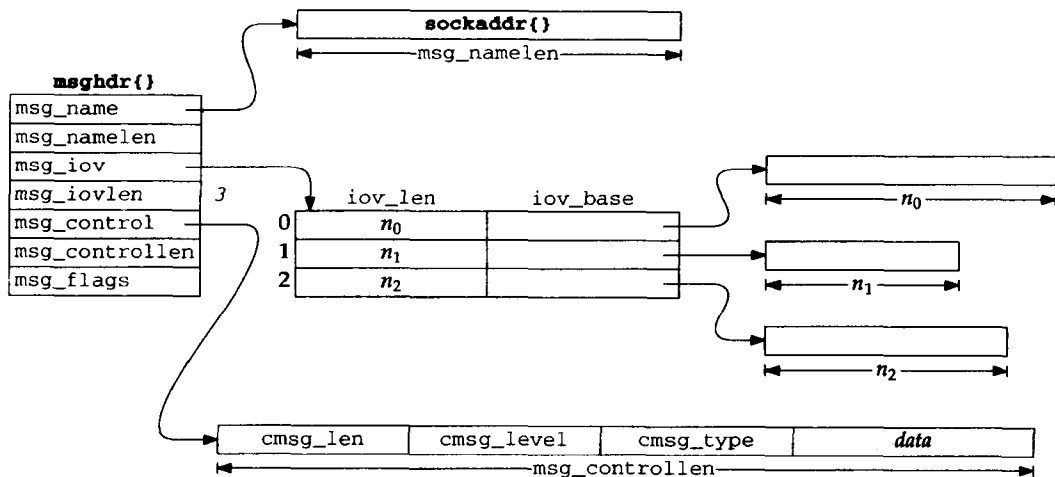 sockaddr{}
msg_namelen
msghdr{}
msg_name
msg_namelen
msg_iov
msg_iovlen 3
msg_control
msg_controllen
msg_flags
iov_len iov_base
0 n₀
1 n₁
2 n₂
n₀
n₁
n₂
cmsg_len cmsg_level cmsg_type data
msg_controllen